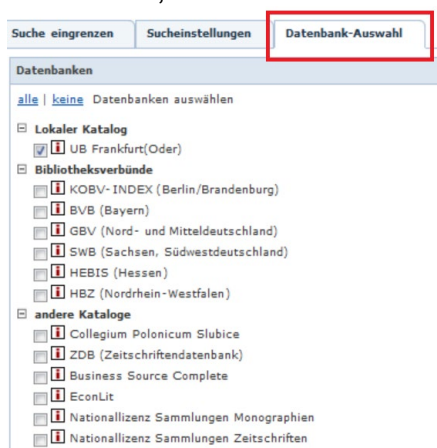 Suche eingrenzen Sucheinstellungen Datenbank-Auswahl
Datenbanken
alle | keine Datenbanken auswählen
Lokaler Katalog
UB Frankfurt(Oder)
Bibliotheksverbünde
KOBV-INDEX (Berlin/Brandenburg)
BVB (Bayern)
GBV (Nord- und Mitteldeutschland)
SWB (Sachsen, Südwestdeutschland)
HEBIS (Hessen)
HBZ (Nordrhein-Westfalen)
andere Kataloge
Collegium Polonicum Slubice
ZDB (Zeitschriftendatenbank)
Business Source Complete
EconLit
Nationallizenz Sammlungen Monographien
Nationallizenz Sammlungen Zeitschriften